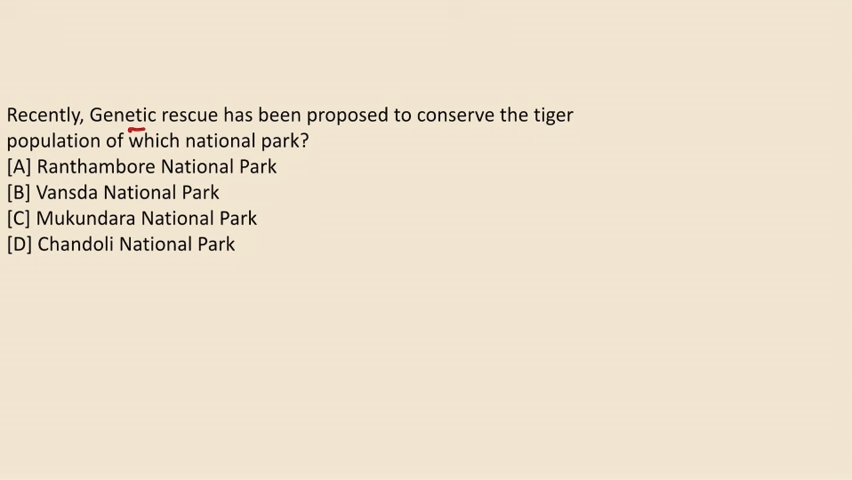 Recently, Genetic rescue has been proposed to conserve the tiger
population of which national park?
[A] Ranthambore National Park
[B] Vansda National Park
[C] Mukundara National Park
[D] Chandoli National Park